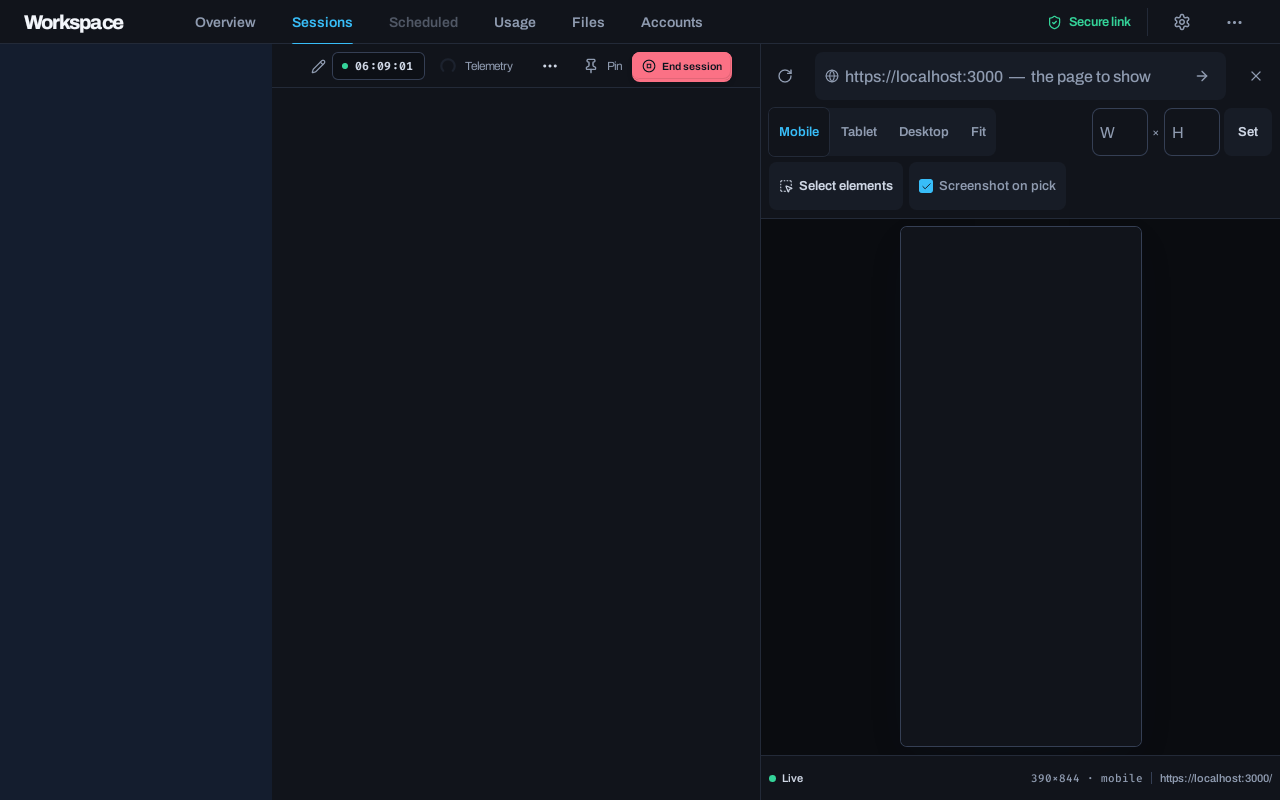 Workspace Overview Sessions Scheduled Usage Files Accounts Secure link
06:09:01 Telemetry Pin End session
https://localhost:3000 — the page to show
Mobile Tablet Desktop Fit W × H Set
Select elements Screenshot on pick
Live 390×844 · mobile https://localhost:3000/